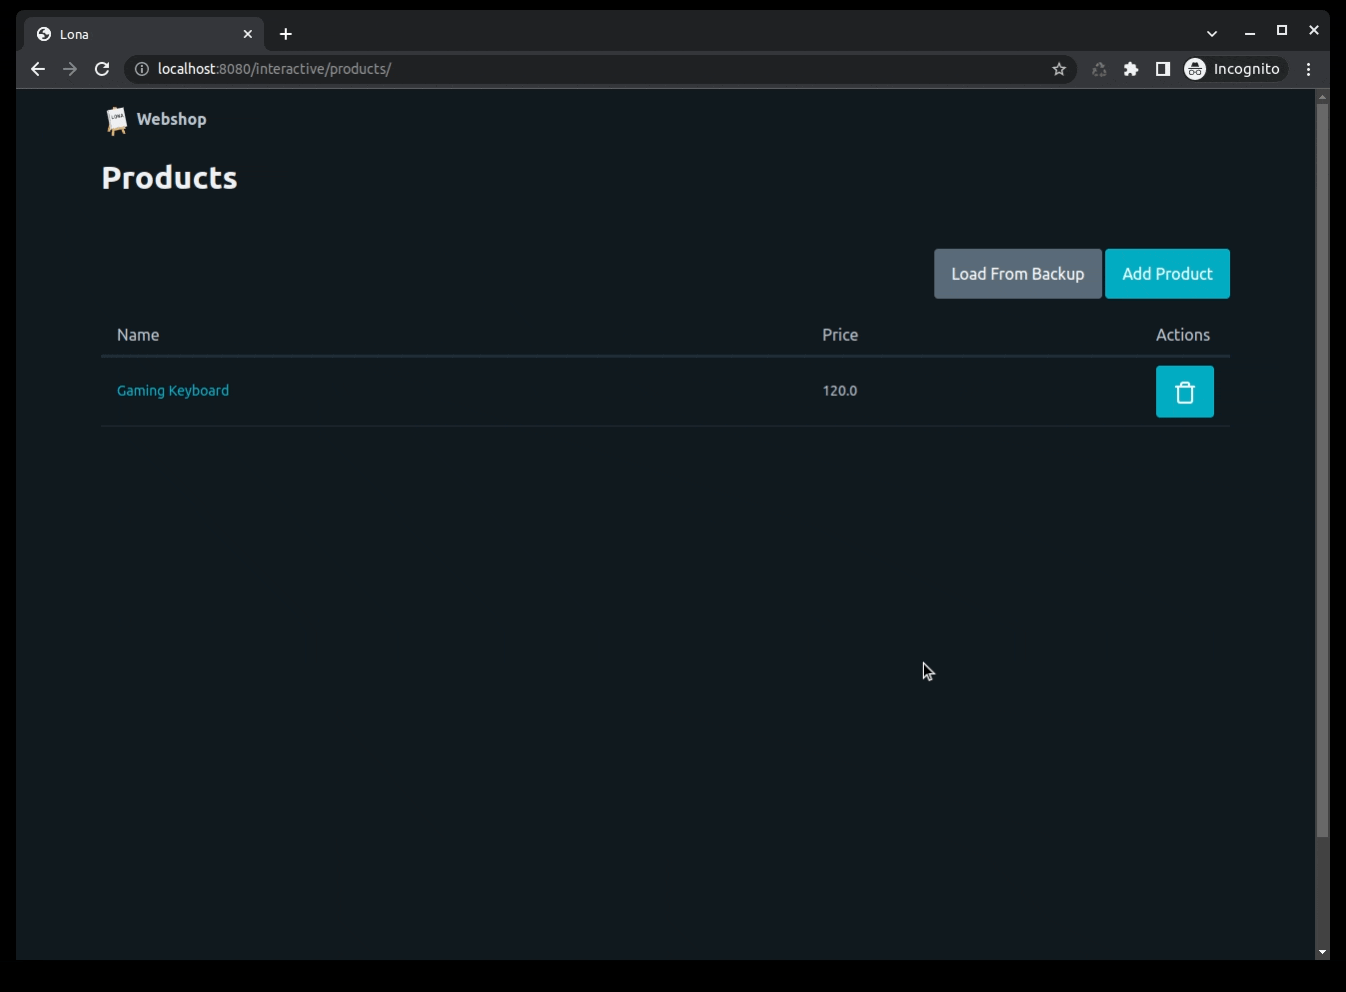 Lona
localhost:8080/interactive/products/
Incognito
LONA
Webshop
Products
Load From Backup
Add Product
Name Price Actions
Gaming Keyboard 120.0